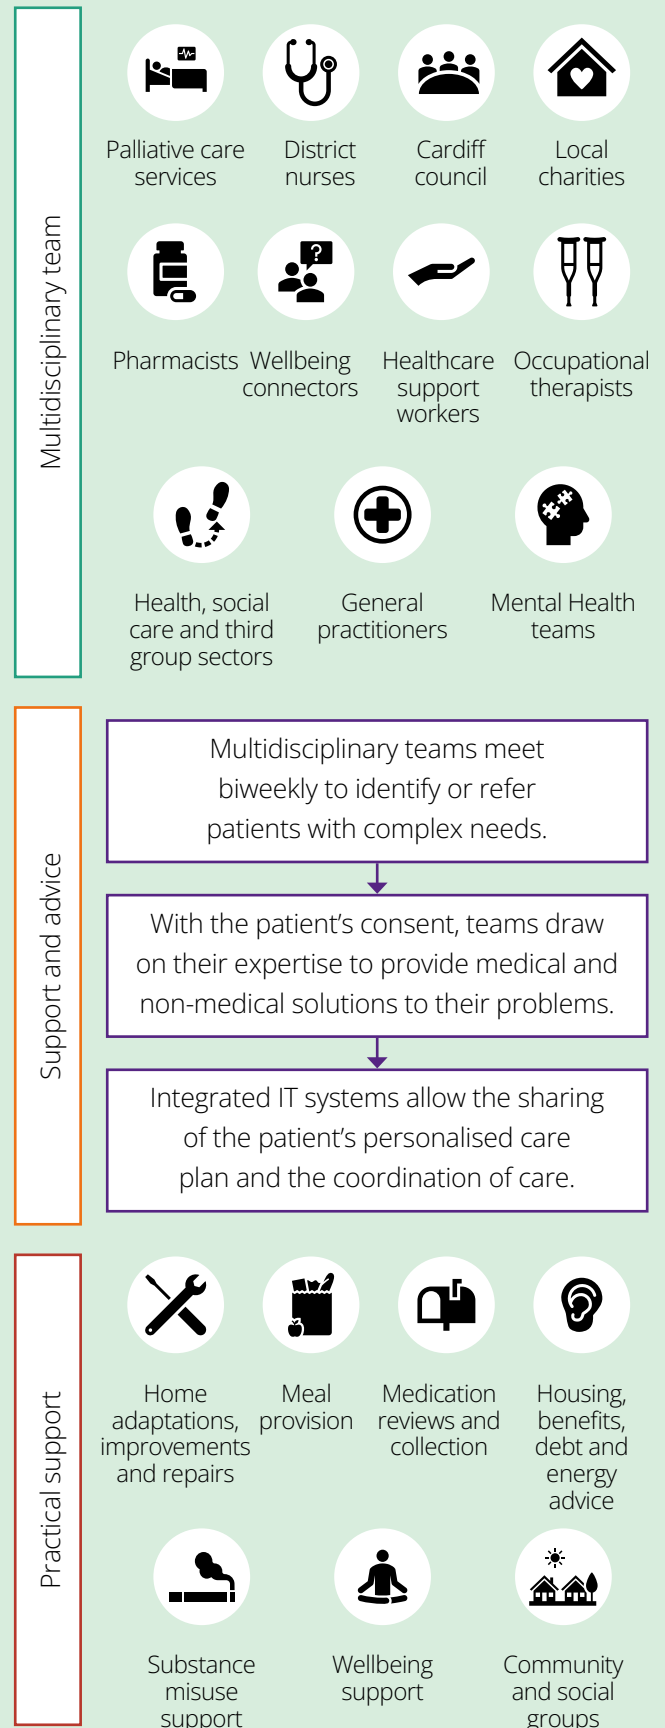 Multidisciplinary team
Palliative care
services
District
nurses
Cardiff
council
Local
charities
?
Pharmacists
Wellbeing
connectors
Healthcare
support
workers
Occupational
therapists
Health, social
care and third
group sectors
General
practitioners
Mental Health
teams
Support and advice
Multidisciplinary teams meet
biweekly to identify or refer
patients with complex needs.
With the patient’s consent, teams draw
on their expertise to provide medical and
non-medical solutions to their problems.
Integrated IT systems allow the sharing
of the patient’s personalised care
plan and the coordination of care.
Practical support
Home
adaptations,
improvements
and repairs
Meal
provision
Medication
reviews and
collection
Housing,
benefits,
debt and
energy
advice
Substance
misuse
support
Wellbeing
support
Community
and social
groups